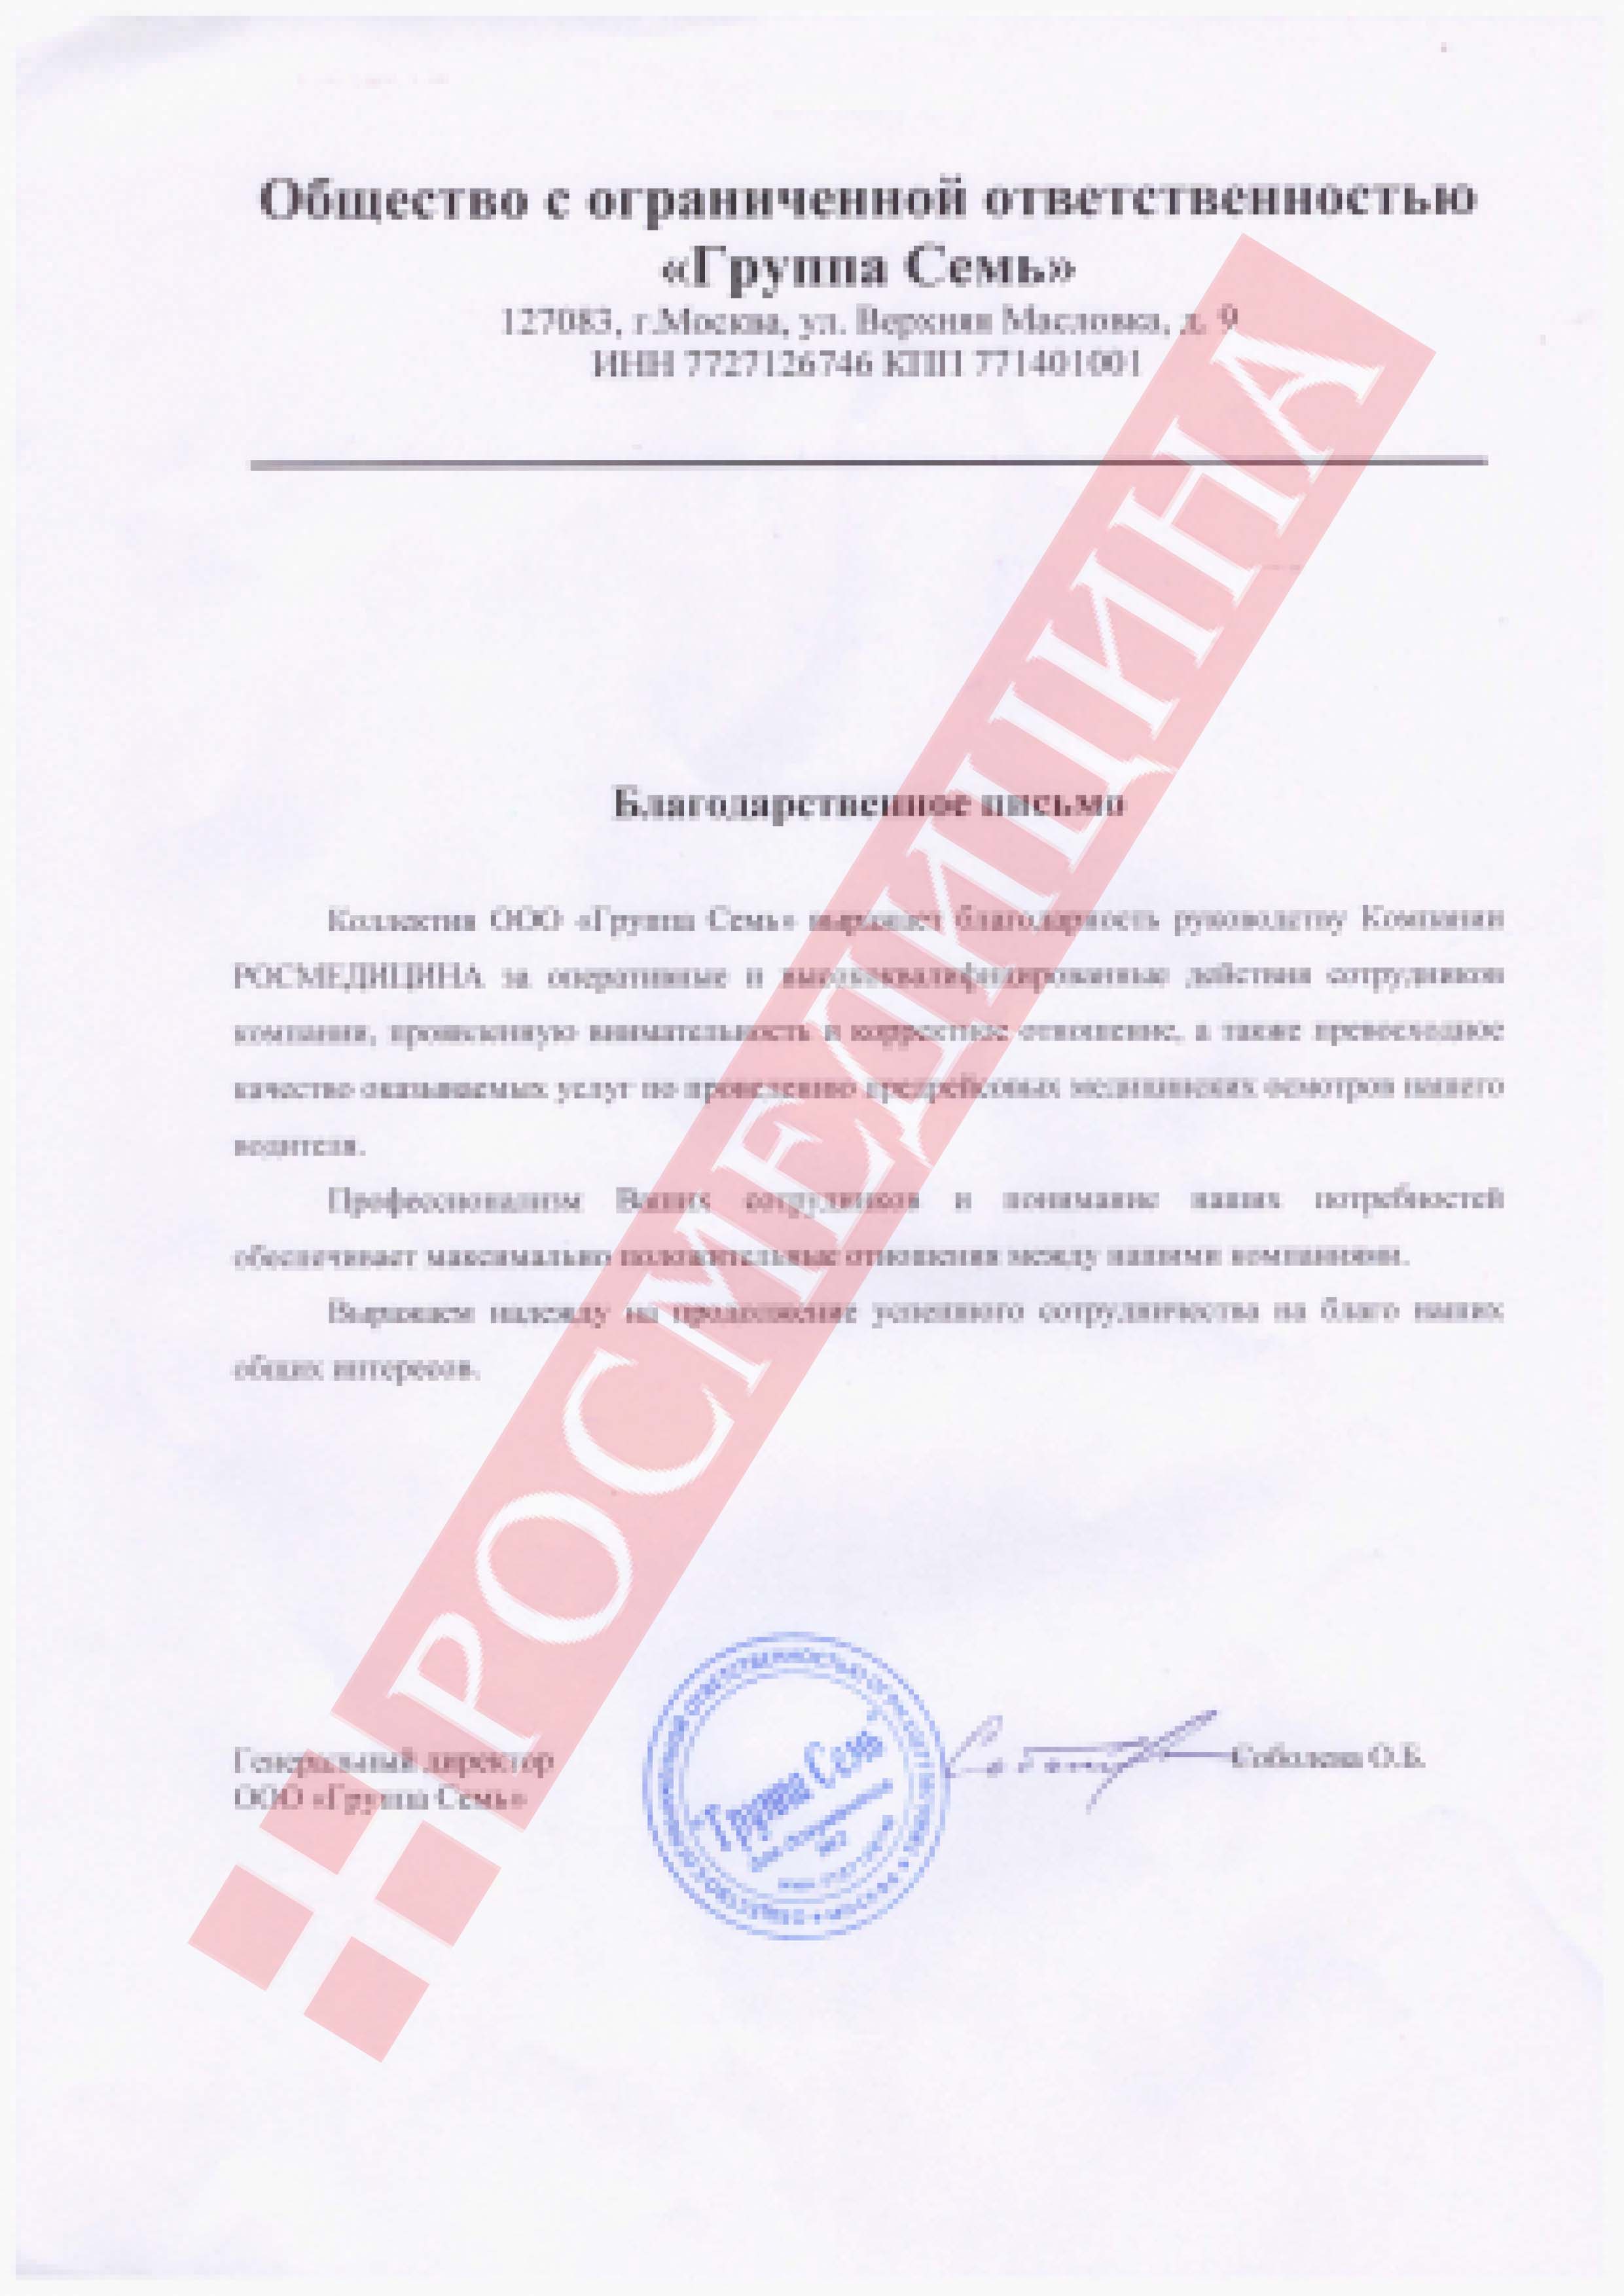 Общество с ограниченной ответственностью
«Группа Семь»
127083, г.Москва, ул. Верхняя Масловка, д. 9
ИНН 7727126746 КПП 771401001
Благодарственное письмо
Коллектив ООО «Группа Семь» выражает благодарность руководству Компании
РОСМЕДИЦИНА за оперативные и высококвалифицированные действия сотрудников
компании, проявленную внимательность и корректное отношение, а также превосходное
качество оказываемых услуг по проведению предрейсовых медицинских осмотров нашего
водителя.
Профессионализм Ваших сотрудников и понимание наших потребностей
обеспечивает максимально положительные отношения между нашими компаниями.
Выражаем надежду на продолжение успешного сотрудничества на благо наших
общих интересов.
Генеральный директор
ООО «Группа Семь»
Группа Семь
Соболева О.В.
РОСМЕДИЦИНА